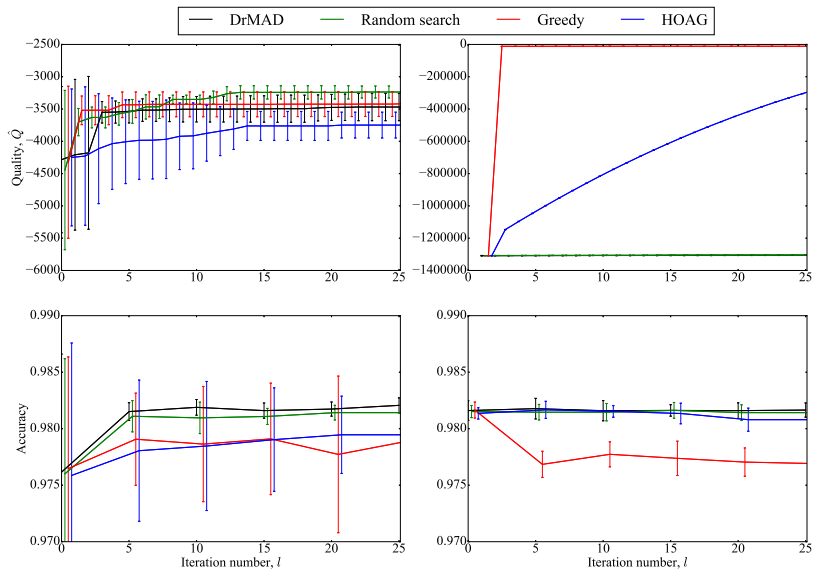 DrMAD Random search Greedy HOAG
−2500
−3000
−3500
−4000
−4500
−5000
−5500
−6000
Quality, Q̂
0 5 10 15 20 25
0
−200000
−400000
−600000
−800000
−1000000
−1200000
−1400000
0 5 10 15 20 25
0.990
0.985
0.980
0.975
0.970
Accuracy
0 5 10 15 20 25
Iteration number, l
0.990
0.985
0.980
0.975
0.970
0 5 10 15 20 25
Iteration number, l